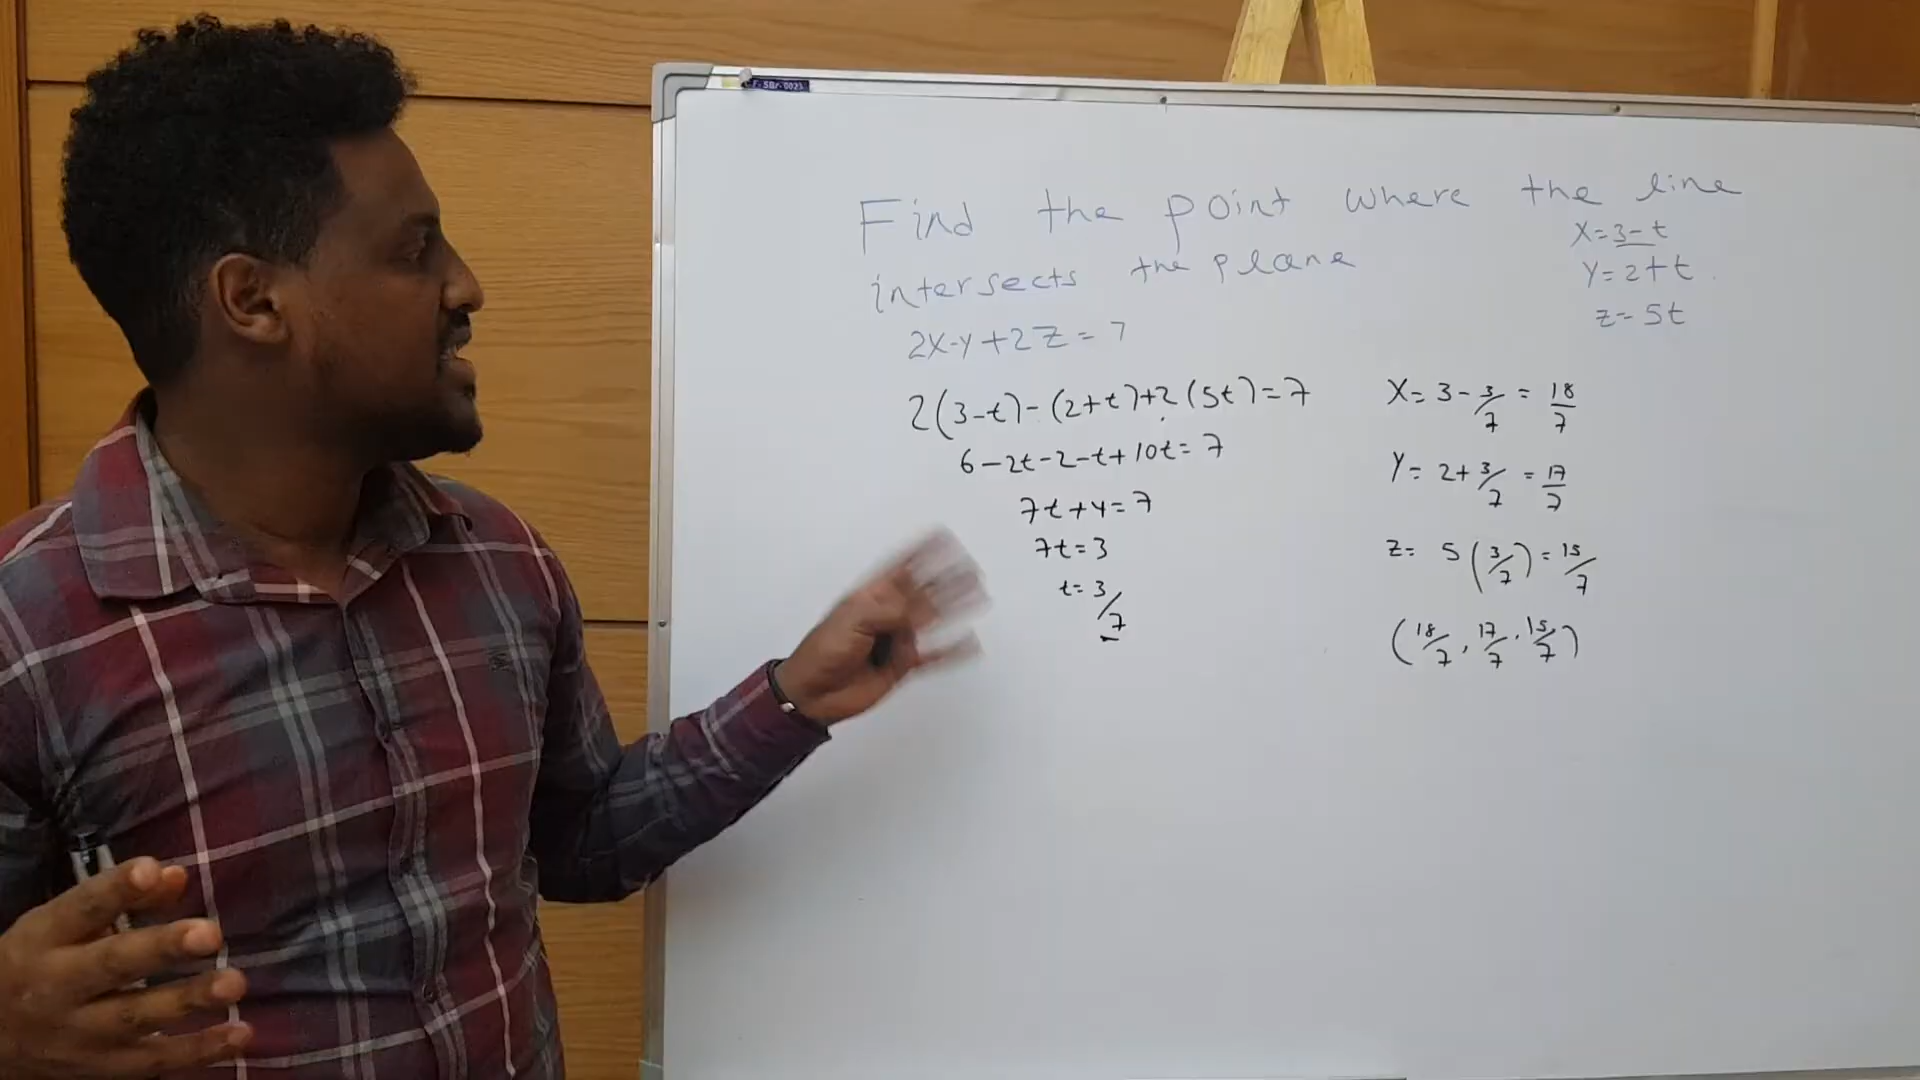 Find the point where the line
X=3-t
Y=2+t
intersects the plane
z=5t
2X-y+2Z=7
2(3-t)-(2+t)+2(5t)=7
6-2t-2-t+10t=7
7t+4=7
7t=3
t=3/7
X=3-3/7=18/7
Y=2+3/7=17/7
Z=5(3/7)=15/7
(18/7,17/7,15/7)